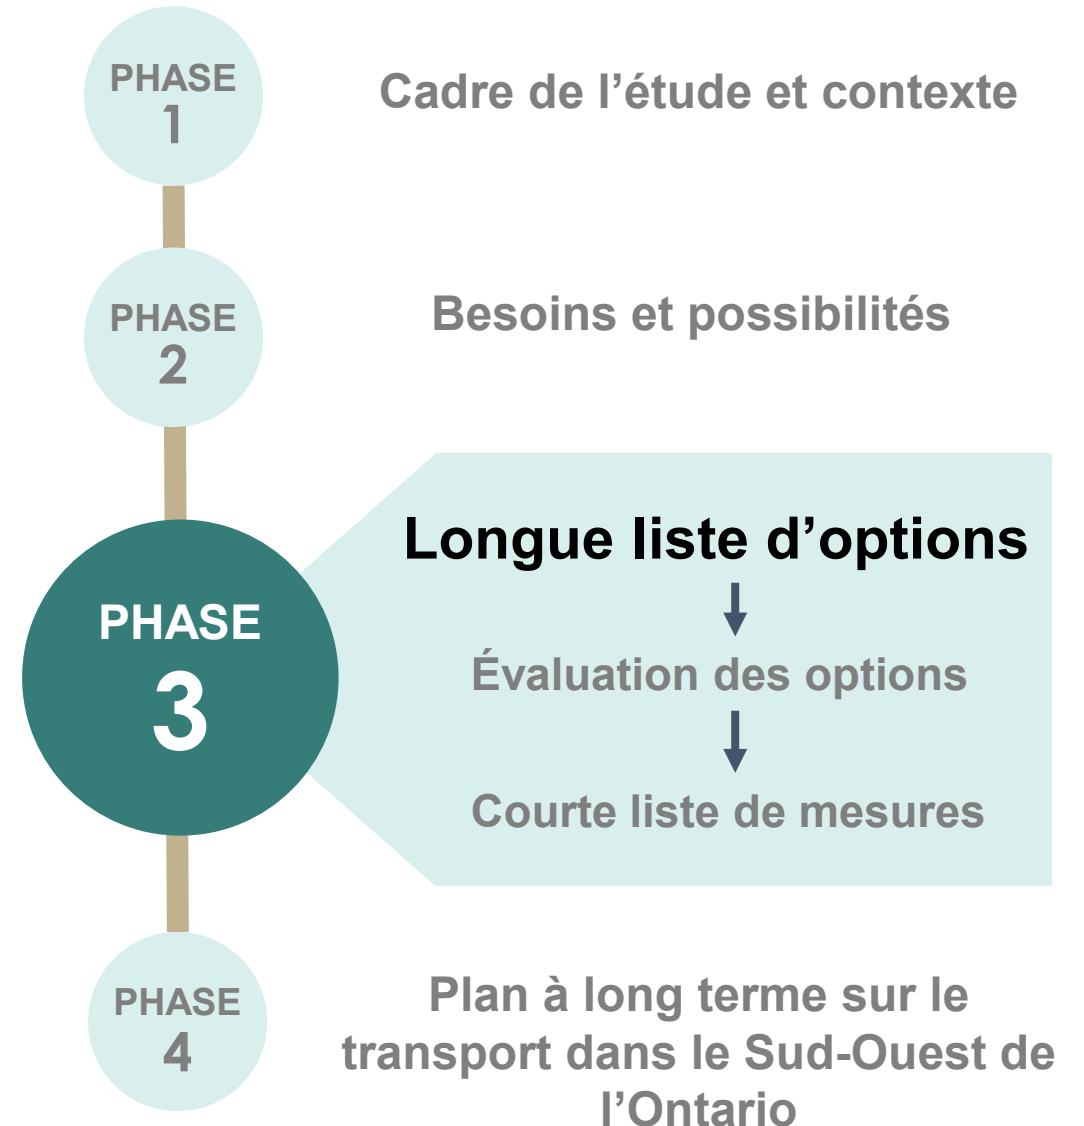 PHASE
1
Cadre de l’étude et contexte
PHASE
2
Besoins et possibilités
PHASE
3
Longue liste d’options
Évaluation des options
Courte liste de mesures
PHASE
4
Plan à long terme sur le
transport dans le Sud-Ouest de
l’Ontario